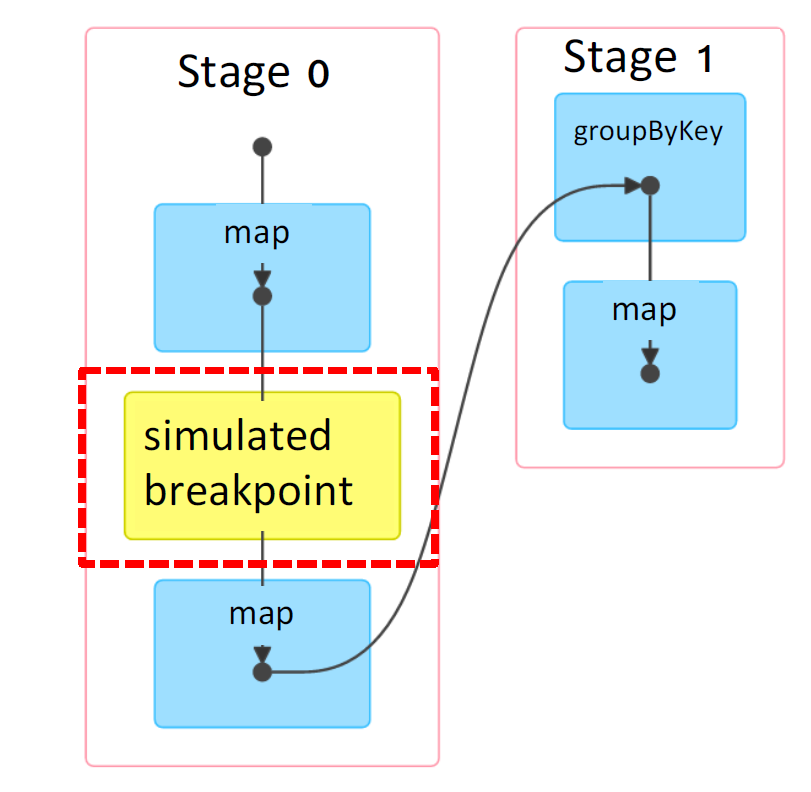 Stage 0
map
simulated
breakpoint
map
Stage 1
groupByKey
map